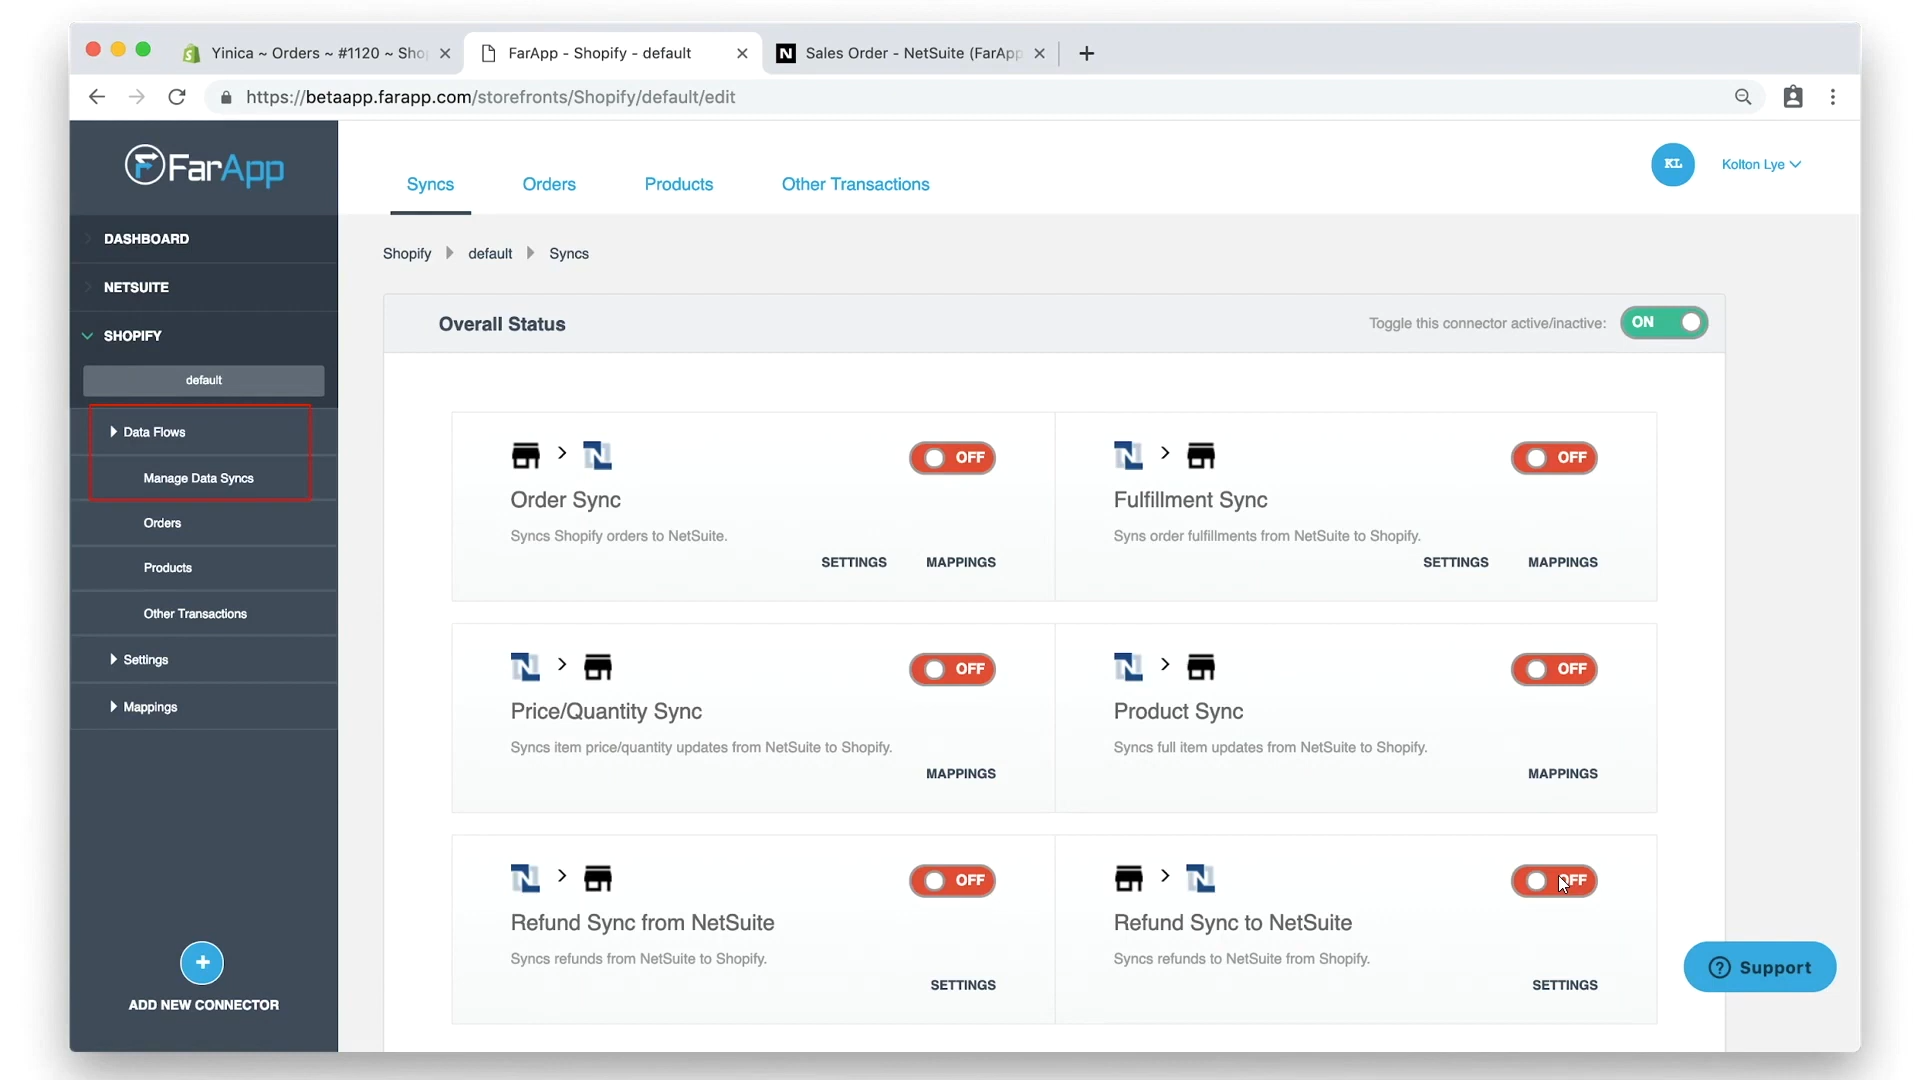 Yinica ~ Orders ~ #1120 ~ Sho
FarApp - Shopify - default
N
Sales Order - NetSuite (FarApp
https://betaapp.farapp.com/storefronts/Shopify/default/edit
FarApp
Syncs
Orders
Products
Other Transactions
KL
Kolton Lye
DASHBOARD
NETSUITE
SHOPIFY
default
Data Flows
Manage Data Syncs
Orders
Products
Other Transactions
Settings
Mappings
ADD NEW CONNECTOR
Shopify
default
Syncs
Overall Status
Toggle this connector active/inactive:
ON
N
OFF
Order Sync
Syncs Shopify orders to NetSuite.
SETTINGS
MAPPINGS
N
OFF
Fulfillment Sync
Syns order fulfillments from NetSuite to Shopify.
SETTINGS
MAPPINGS
N
OFF
Price/Quantity Sync
Syncs item price/quantity updates from NetSuite to Shopify.
MAPPINGS
N
OFF
Product Sync
Syncs full item updates from NetSuite to Shopify.
MAPPINGS
N
OFF
Refund Sync from NetSuite
Syncs refunds from NetSuite to Shopify.
SETTINGS
N
OFF
Refund Sync to NetSuite
Syncs refunds to NetSuite from Shopify.
SETTINGS
Support